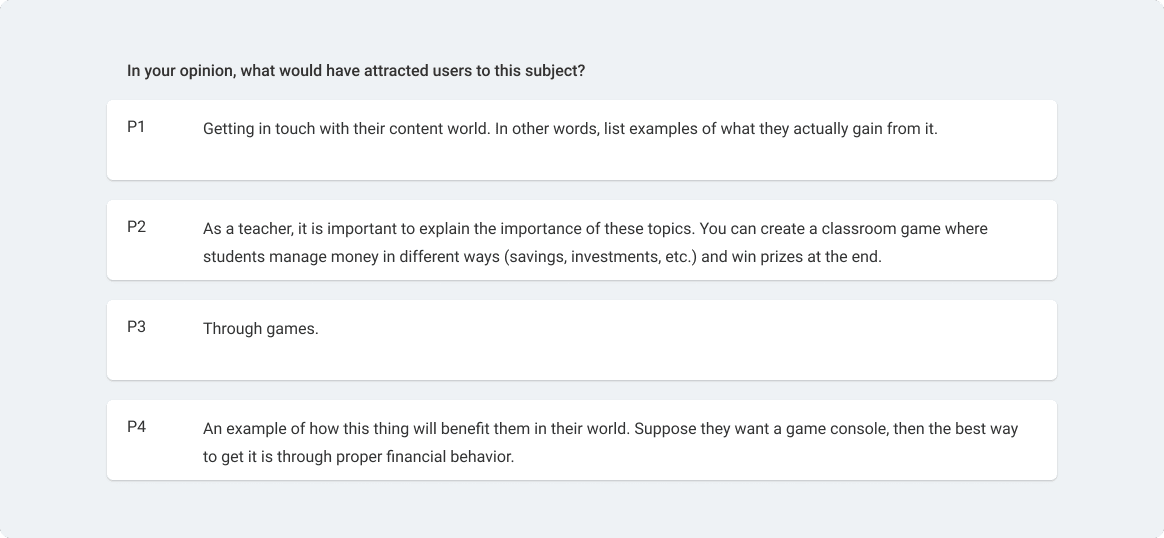 In your opinion, what would have attracted users to this subject?
P1
Getting in touch with their content world. In other words, list examples of what they actually gain from it.
P2
As a teacher, it is important to explain the importance of these topics. You can create a classroom game where
students manage money in different ways (savings, investments, etc.) and win prizes at the end.
P3
Through games.
P4
An example of how this thing will benefit them in their world. Suppose they want a game console, then the best way
to get it is through proper financial behavior.